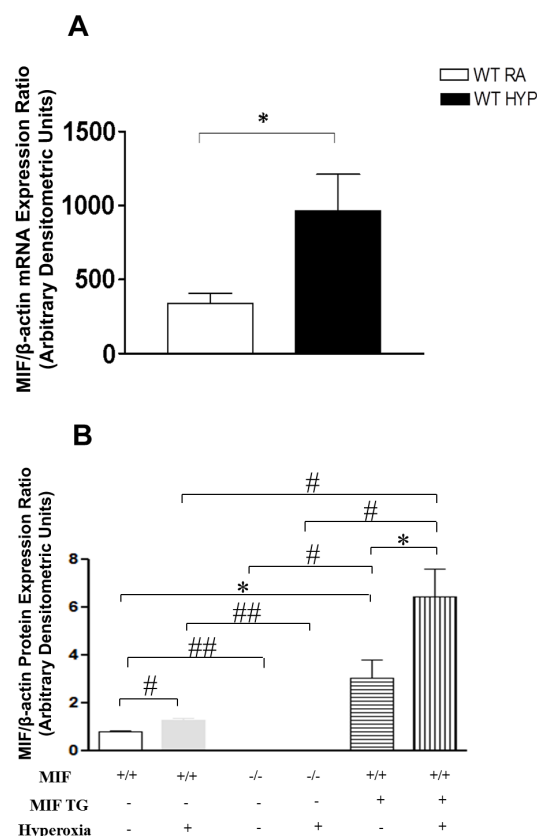 A
WT RA
WT HYP
MIF/β-actin mRNA Expression Ratio
(Arbitrary Densitometric Units)
1500
1000
500
0
*
B
MIF/β-actin Protein Expression Ratio
(Arbitrary Densitometric Units)
#
#
#
*
*
##
##
#
8
6
4
2
0
MIF +/+ +/+ -/- -/- +/+ +/+
MIF TG - - - - + +
Hyperoxia - + - + - +